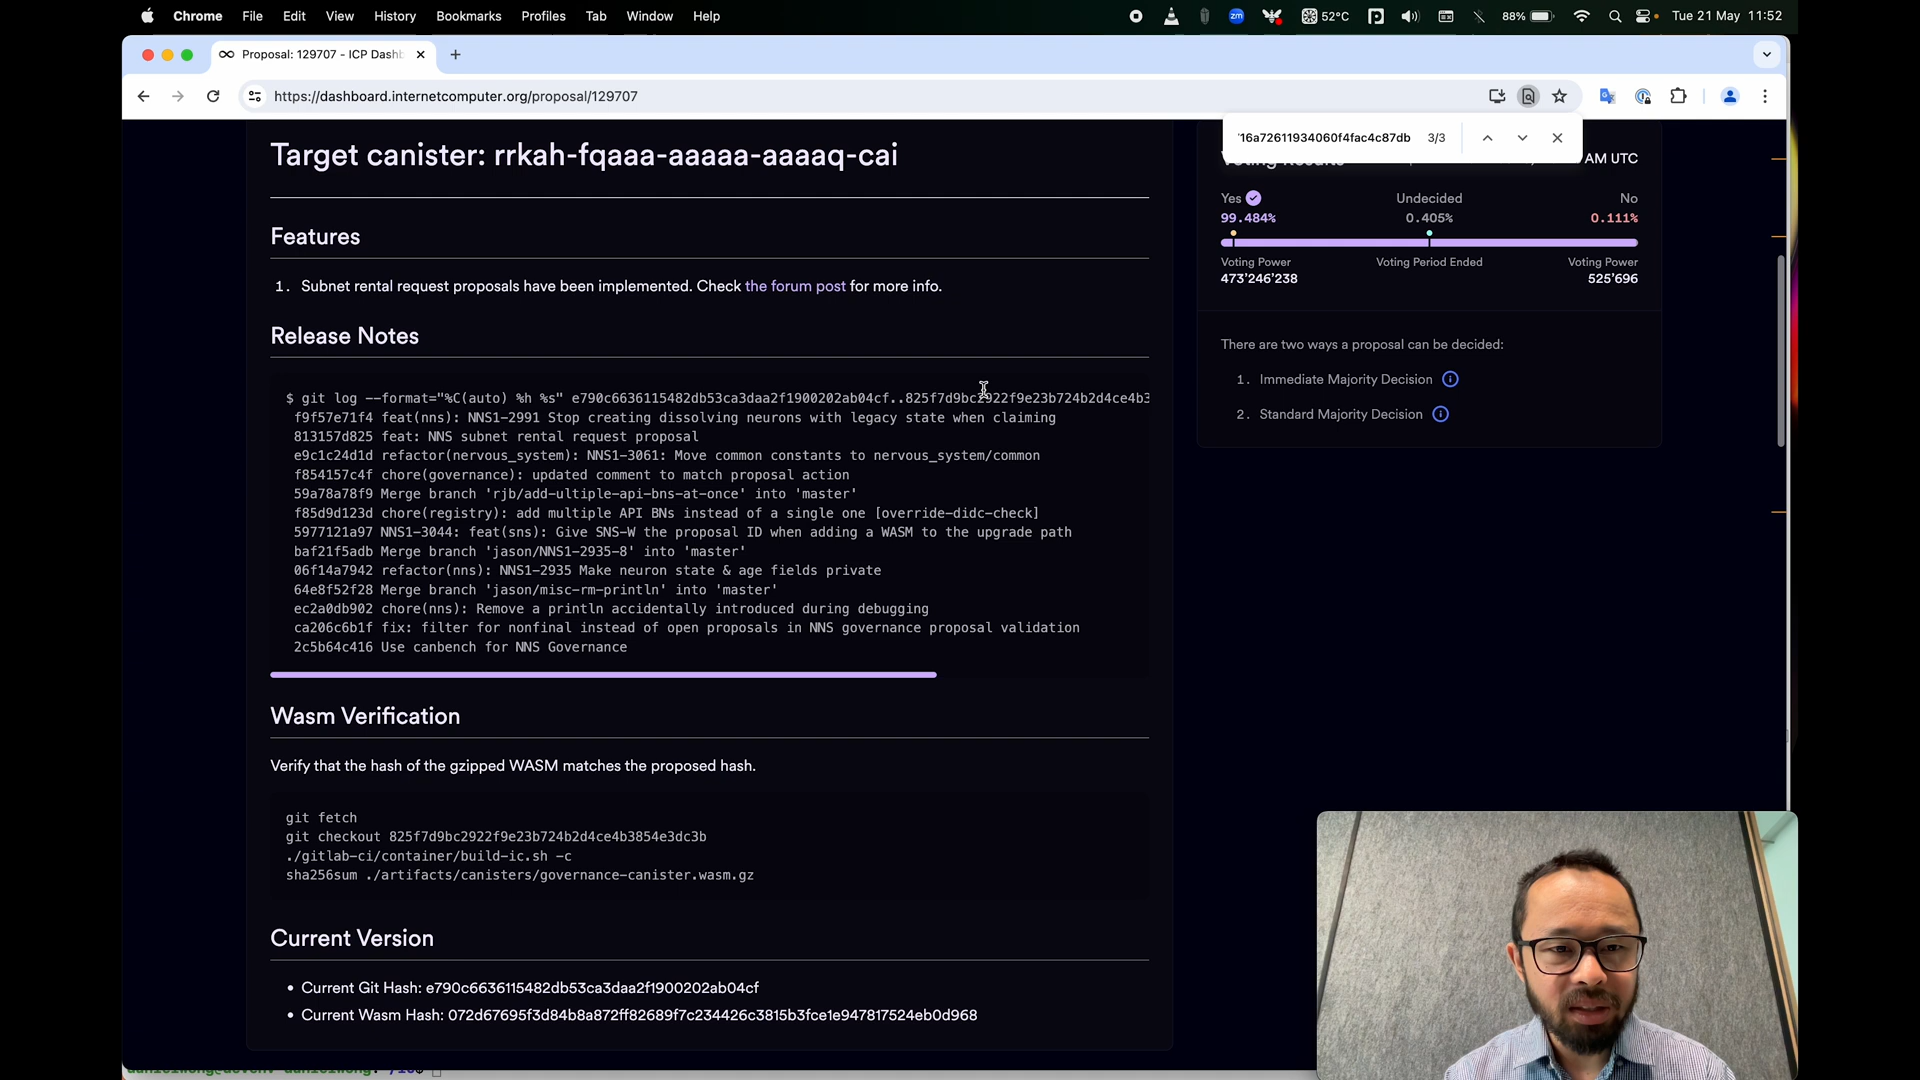 Chrome File Edit View History Bookmarks Profiles Tab Window Help
zm 52°C 88% Tue 21 May 11:52
Proposal: 129707 - ICP Dashb
https://dashboard.internetcomputer.org/proposal/129707
16a72611934060f4fac4c87db 3/3
Target canister: rrkah-fqaaa-aaaaa-aaaaq-cai
Features
1. Subnet rental request proposals have been implemented. Check the forum post for more info.
Release Notes
$ git log --format="%C(auto) %h %s" e790c6636115482db53ca3daa2f1900202ab04cf..825f7d9bc2922f9e23b724b2d4ce4b3
f9f57e71f4 feat(nns): NNS1-2991 Stop creating dissolving neurons with legacy state when claiming
813157d825 feat: NNS subnet rental request proposal
e9c1c24d1d refactor(nervous_system): NNS1-3061: Move common constants to nervous_system/common
f854157c4f chore(governance): updated comment to match proposal action
59a78a78f9 Merge branch 'rjb/add-ultiple-api-bns-at-once' into 'master'
f85d9d123d chore(registry): add multiple API BNs instead of a single one [override-didc-check]
5977121a97 NNS1-3044: feat(sns): Give SNS-W the proposal ID when adding a WASM to the upgrade path
baf21f5adb Merge branch 'jason/NNS1-2935-8' into 'master'
06f14a7942 refactor(nns): NNS1-2935 Make neuron state & age fields private
64e8f52f28 Merge branch 'jason/misc-rm-println' into 'master'
ec2a0db902 chore(nns): Remove a println accidentally introduced during debugging
ca206c6b1f fix: filter for nonfinal instead of open proposals in NNS governance proposal validation
2c5b64c416 Use canbench for NNS Governance
Wasm Verification
Verify that the hash of the gzipped WASM matches the proposed hash.
git fetch
git checkout 825f7d9bc2922f9e23b724b2d4ce4b3854e3dc3b
./gitlab-ci/container/build-ic.sh -c
sha256sum ./artifacts/canisters/governance-canister.wasm.gz
Current Version
• Current Git Hash: e790c6636115482db53ca3daa2f1900202ab04cf
• Current Wasm Hash: 072d67695f3d84b8a872ff82689f7c234426c3815b3fce1e947817524eb0d968
Voting Results AM UTC
Yes Undecided No
99.484% 0.405% 0.111%
Voting Power Voting Period Ended Voting Power
473'246'238 525'696
There are two ways a proposal can be decided:
1. Immediate Majority Decision
2. Standard Majority Decision